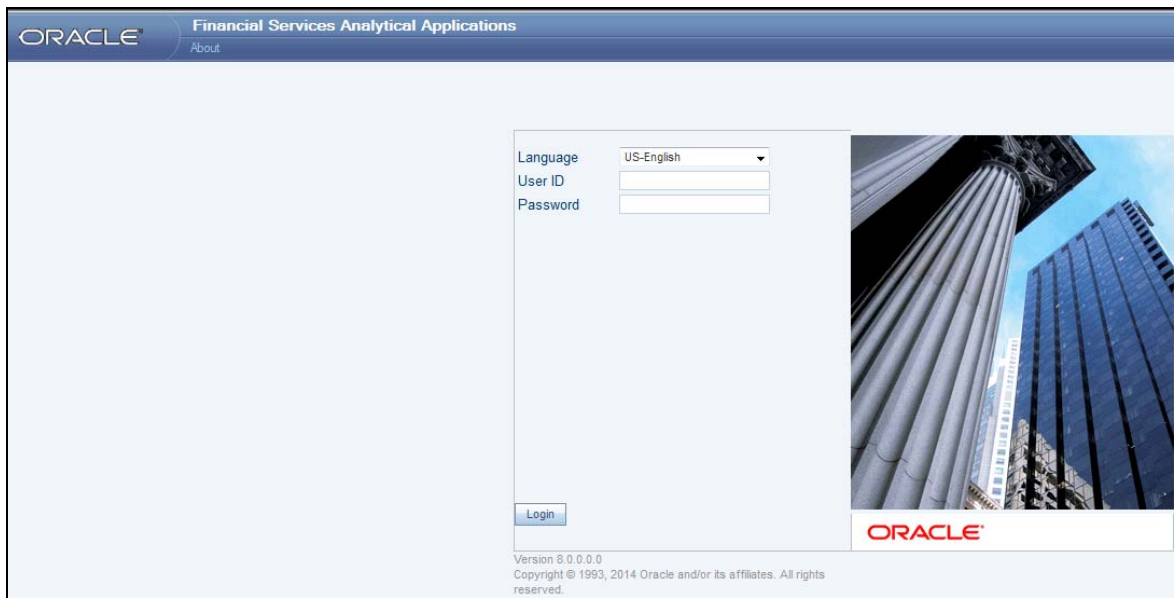 ORACLE®
Financial Services Analytical Applications
About
Language
US-English
User ID
Password
Login
ORACLE®
Version 8.0.0.0.0
Copyright © 1993, 2014 Oracle and/or its affiliates. All rights
reserved.